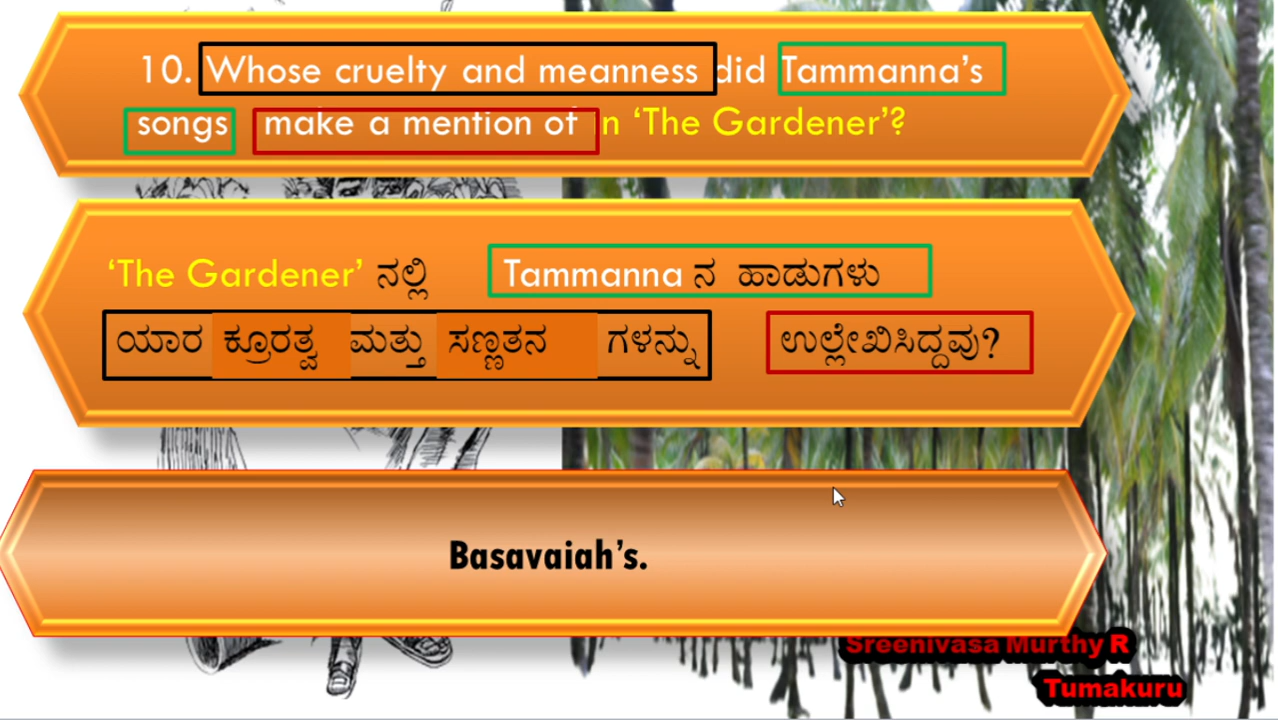 10. Whose cruelty and meanness did Tammanna’s
songs make a mention of in ‘The Gardener’?
‘The Gardener’ ನಲ್ಲಿ Tammanna ನ ಹಾಡುಗಳು
ಯಾರ ಕ್ರೂರತ್ವ ಮತ್ತು ಸಣ್ಣತನ ಗಳನ್ನು ಉಲ್ಲೇಖಿಸಿದ್ದವು?
Basavaiah’s.
Sreenivasa Murthy R
Tumakuru